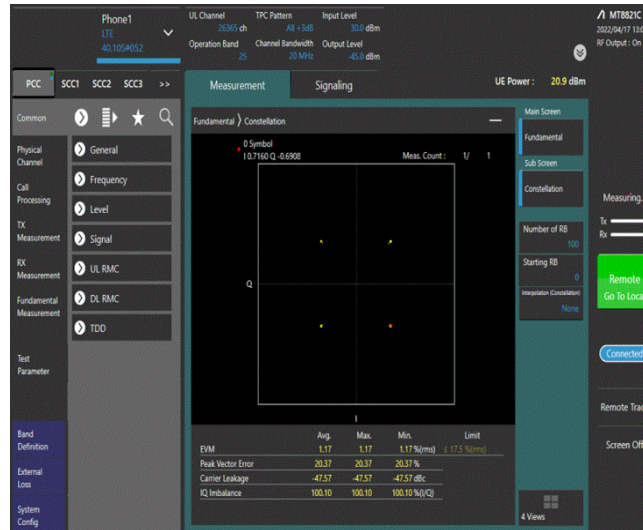 Phone1
LTE
40.10S#052
UL Channel
26365 ch
TPC Pattern
All +3dB
Input Level
30.0 dBm
Operation Band
25
Channel Bandwidth
20 MHz
Output Level
-45.0 dBm
MT8821C
2022/04/17 13:0
RF Output : On
PCC SCC1 SCC2 SCC3 >>
Measurement Signaling
UE Power : 20.9 dBm
Common
Physical
Channel
Call
Processing
TX
Measurement
RX
Measurement
Fundamental
Measurement
Test
Parameter
Band
Definition
External
Loss
System
Config
General
Frequency
Level
Signal
UL RMC
DL RMC
TDD
Fundamental ⟩ Constellation
0 Symbol
I 0.7160 Q -0.6908
Meas. Count : 1/ 1
Q
I
Avg. Max. Min. Limit
EVM 1.17 1.17 1.17 %(rms) ≤ 17.5 %(rms)
Peak Vector Error 20.37 20.37 20.37 %
Carrier Leakage -47.57 -47.57 -47.57 dBc
IQ Imbalance 100.10 100.10 100.10 %(I/Q)
Main Screen
Fundamental
Sub Screen
Constellation
Number of RB
100
Starting RB
0
Interpolation (Constellation)
None
4 Views
Measuring.
Tx
Rx
Remote
Go To Loca
Connected
Remote Trac
Screen Off